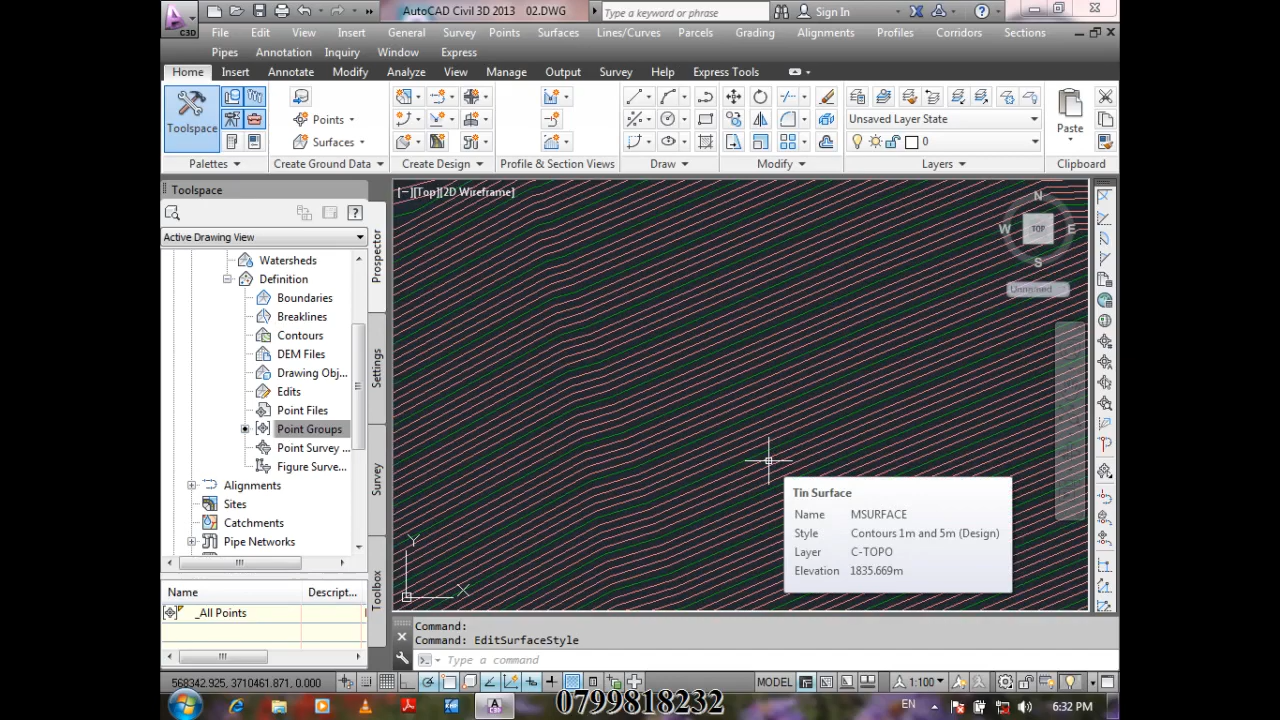 AutoCAD Civil 3D 2013 02.DWG
Type a keyword or phrase
Sign In
C3D
File Edit View Insert General Survey Points Surfaces Lines/Curves Parcels Grading Alignments Profiles Corridors Sections
Pipes Annotation Inquiry Window Express
Home Insert Annotate Modify Analyze View Manage Output Survey Help Express Tools
Toolspace
Points
Surfaces
Unsaved Layer State
0
Paste
Palettes Create Ground Data Create Design Profile & Section Views Draw Modify Layers Clipboard
Toolspace
[−][Top][2D Wireframe]
Active Drawing View
N
W TOP E
S
Unnamed
Prospector
Settings
Survey
Toolbox
Watersheds
Definition
Boundaries
Breaklines
Contours
DEM Files
Drawing Obj...
Edits
Point Files
Point Groups
Point Survey ...
Figure Surve...
Alignments
Sites
Catchments
Pipe Networks
Name Descript...
_All Points
Tin Surface
Name MSURFACE
Style Contours 1m and 5m (Design)
Layer C-TOPO
Elevation 1835.669m
Y
X
Command:
Command: EditSurfaceStyle
Type a command
568342.925, 3710461.871, 0.000
MODEL
1:100
0799818232
EN
6:32 PM